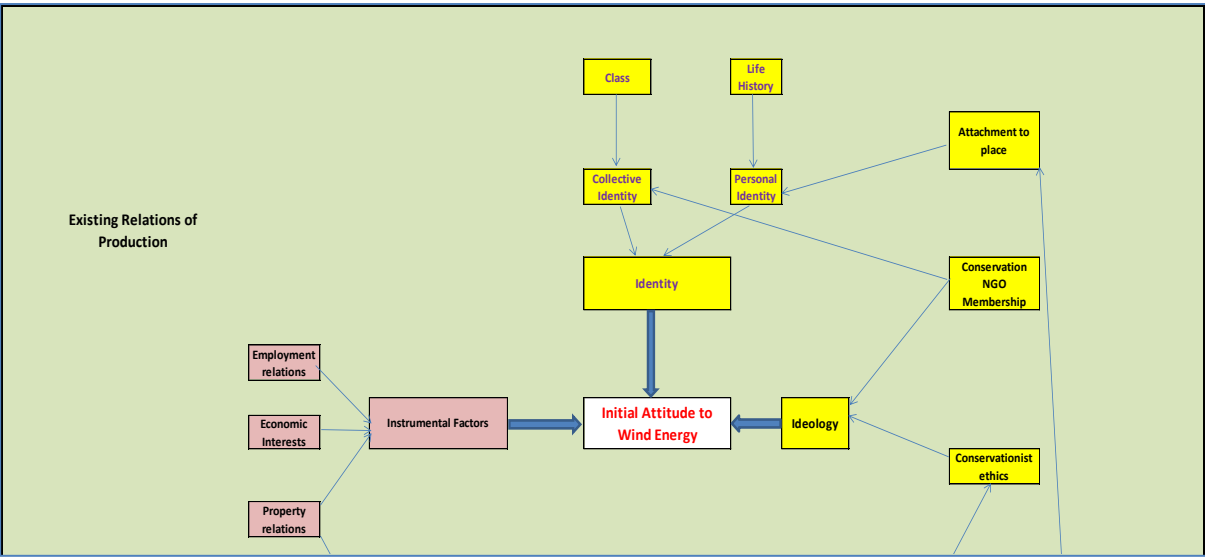 Class
Life
History
Attachment to
place
Collective
Identity
Personal
Identity
Existing Relations of
Production
Identity
Conservation
NGO
Membership
Employment
relations
Economic
Interests
Instrumental Factors
Initial Attitude to
Wind Energy
Ideology
Conservationist
ethics
Property
relations